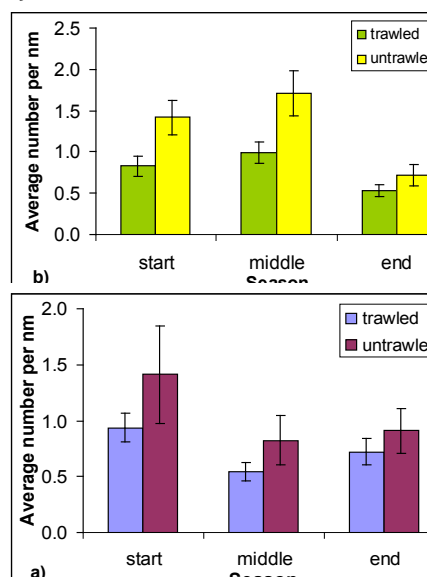 2.5
2.0
1.5
1.0
0.5
0.0
Average number per nm
trawled
untrawle
start
middle
end
b)
Season
2.0
1.5
1.0
0.5
0.0
Average number per nm
trawled
untrawle
start
middle
end
a)
Season